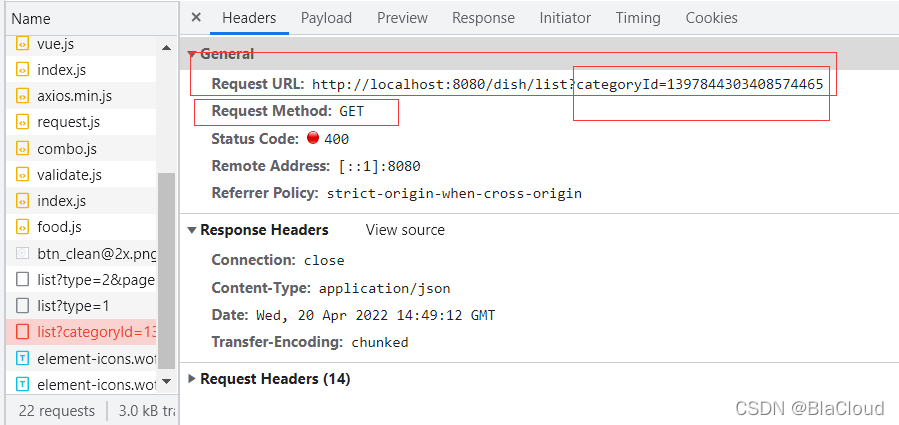 Name
vue.js
index.js
axios.min.js
request.js
combo.js
validate.js
index.js
food.js
btn_clean@2x.png
list?type=2&page
list?type=1
list?categoryId=13
element-icons.wof
element-icons.wof
22 requests 3.0 kB tra
Headers Payload Preview Response Initiator Timing Cookies
General
Request URL: http://localhost:8080/dish/list?categoryId=1397844303408574465
Request Method: GET
Status Code: 400
Remote Address: [::1]:8080
Referrer Policy: strict-origin-when-cross-origin
Response Headers View source
Connection: close
Content-Type: application/json
Date: Wed, 20 Apr 2022 14:49:12 GMT
Transfer-Encoding: chunked
Request Headers (14)
CSDN @BlaCloud